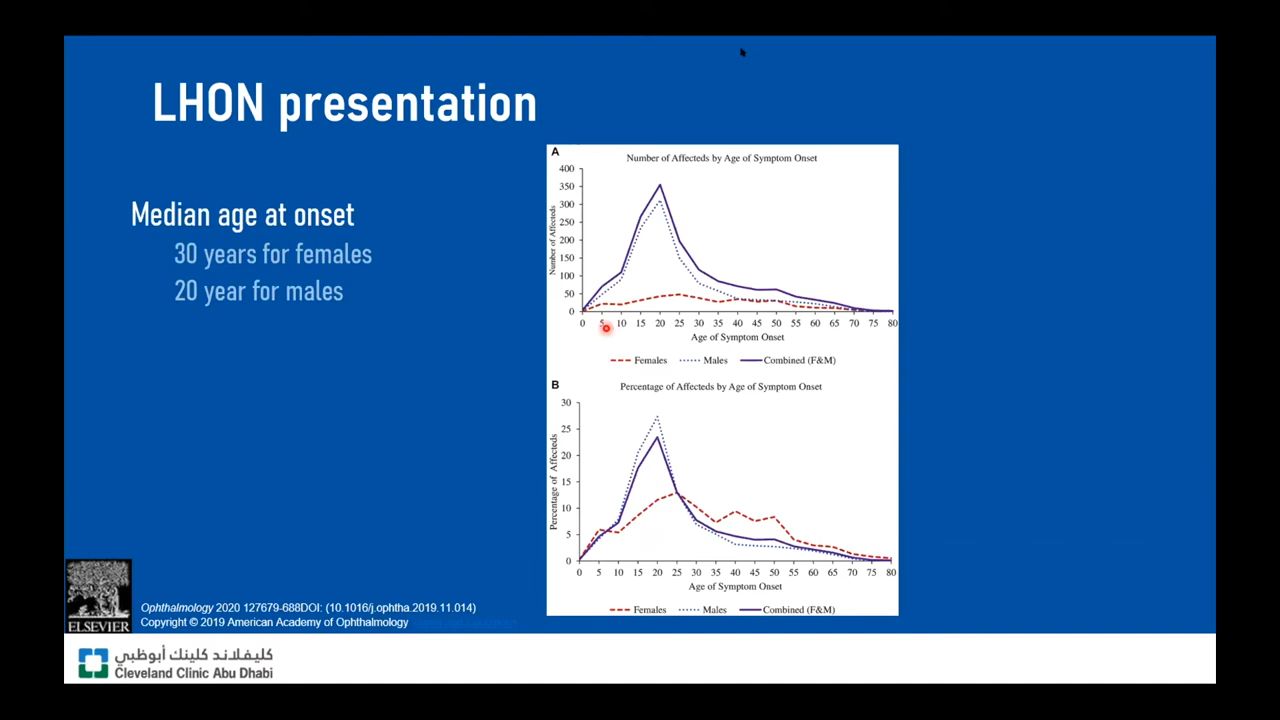 LHON presentation
Median age at onset
30 years for females
20 year for males
A
Number of Affecteds by Age of Symptom Onset
Number of Affecteds
400
350
300
250
200
150
100
50
0
0 5 10 15 20 25 30 35 40 45 50 55 60 65 70 75 80
Age of Symptom Onset
Females Males Combined (F&M)
B
Percentage of Affecteds by Age of Symptom Onset
Percentage of Affecteds
30
25
20
15
10
5
0
0 5 10 15 20 25 30 35 40 45 50 55 60 65 70 75 80
Age of Symptom Onset
Females Males Combined (F&M)
ELSEVIER
Ophthalmology 2020 127679-688DOI: (10.1016/j.ophtha.2019.11.014)
Copyright © 2019 American Academy of Ophthalmology
كليفلاند كلينك أبوظبي
Cleveland Clinic Abu Dhabi